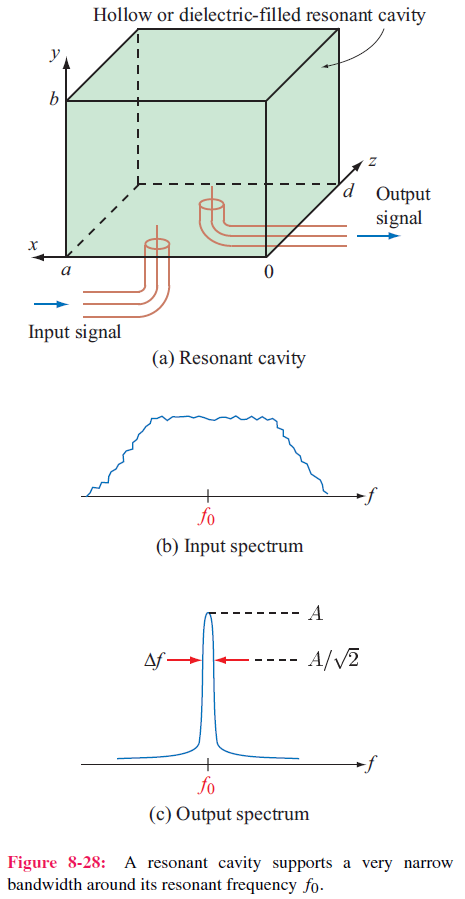 Hollow or dielectric-filled resonant cavity
y
b
z
d
Output
signal
x
a
0
Input signal
(a) Resonant cavity
f
f₀
(b) Input spectrum
A
Δf
A/√2
f
f₀
(c) Output spectrum
Figure 8-28: A resonant cavity supports a very narrow
bandwidth around its resonant frequency f₀.